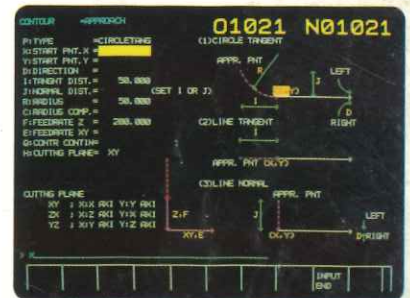 CONTOUR =APPROACH
O1021 N01021
P:TYPE =CIRCLETANG
X:START PNT.X =
Y:START PNT.Y =
D:DIRECTION =
I:TANGNT DIST.= 50.000
J:NORMAL DIST.= (SET I OR J)
R:RADIUS = 50.000
C:RADIUS COMP.=
F:FEEDRATE Z = 200.000
E:FEEDRATE XY =
Q:CONTR CONTIN=
H:CUTTNG PLANE= XY
CUTTNG PLANE
XY ; X:X AXI Y:Y AXI
ZX ; X:Z AXI Y:X AXI
YZ ; X:Y AXI Y:Z AXI
(1)CIRCLE TANGENT
APPR. PNT
R
J
LEFT
I
D
RIGHT
(2)LINE TANGENT
I
APPR. PNT (X,Y)
(3)LINE NORMAL
APPR. PNT
Z:F
XY:E
J
(X,Y)
LEFT
D:RIGHT
> X
INPUT
END